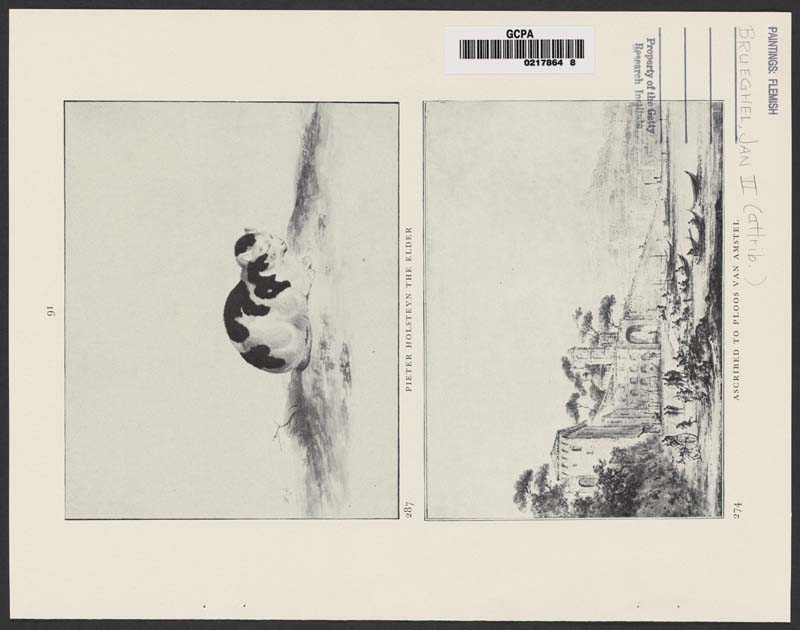 GCPA
0217864 8
PAINTINGS: FLEMISH
BRUEGHEL, JAN II (attrib.)
Property of the Getty
Research Institute
91
287
PIETER HOLSTEYN THE ELDER
274
ASCRIBED TO PLOOS VAN AMSTEL